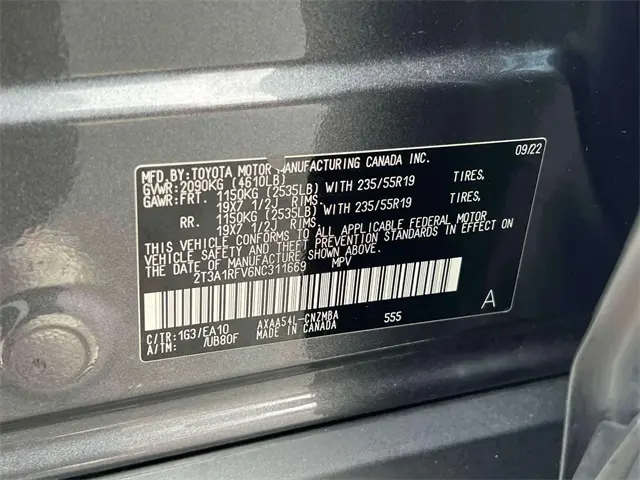 MFD.BY:TOYOTA MOTOR MANUFACTURING CANADA INC. 09/22
GVWR:2090KG (4610LB)
GAWR:FRT. 1150KG (2535LB) WITH 235/55R19 TIRES,
19X7 1/2J RIMS.
RR. 1150KG (2535LB) WITH 235/55R19 TIRES,
19X7 1/2J RIMS.
THIS VEHICLE CONFORMS TO ALL APPLICABLE FEDERAL MOTOR
VEHICLE SAFETY AND THEFT PREVENTION STANDARDS IN EFFECT ON
THE DATE OF MANUFACTURE SHOWN ABOVE.
2T3A1RFV6NC311669 MPV
C/TR:1G3/EA10 AXAA54L-CNZMBA 555 A
A/TM: /UB80F MADE IN CANADA